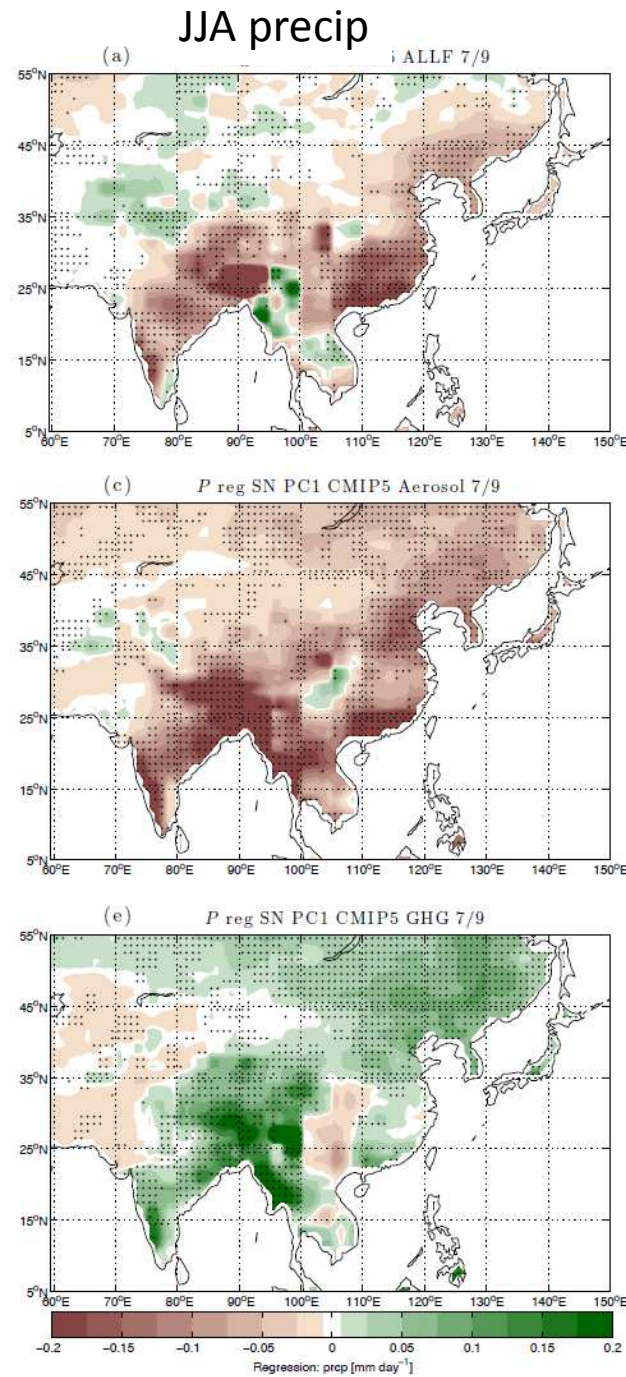 JJA precip
(a) 5 ALLF 7/9
55°N
45°N
35°N
25°N
15°N
5°N
60°E 70°E 80°E 90°E 100°E 110°E 120°E 130°E 140°E 150°E
(c) P reg SN PC1 CMIP5 Aerosol 7/9
55°N
45°N
35°N
25°N
15°N
5°N
60°E 70°E 80°E 90°E 100°E 110°E 120°E 130°E 140°E 150°E
(e) P reg SN PC1 CMIP5 GHG 7/9
55°N
45°N
35°N
25°N
15°N
5°N
60°E 70°E 80°E 90°E 100°E 110°E 120°E 130°E 140°E 150°E
−0.2 −0.15 −0.1 −0.05 0 0.05 0.1 0.15 0.2
Regression: prcp [mm day⁻¹]